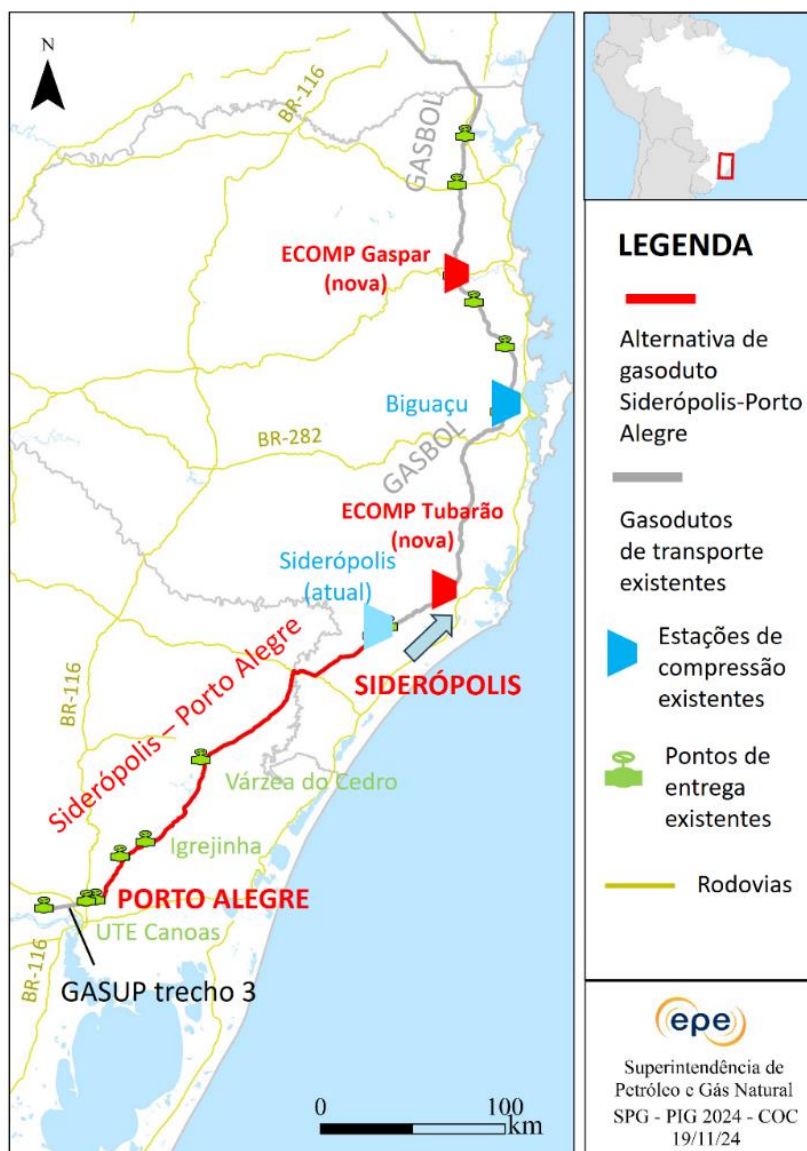 N
BR-116
GASBOL
ECOMP Gaspar
(nova)
Biguaçu
BR-282
GASBOL
ECOMP Tubarão
(nova)
Siderópolis
(atual)
SIDERÓPOLIS
BR-116
Siderópolis – Porto Alegre
Várzea do Cedro
Igrejinha
PORTO ALEGRE
UTE Canoas
BR-116
GASUP trecho 3
0 100
km
LEGENDA
Alternativa de
gasoduto
Siderópolis-Porto
Alegre
Gasodutos
de transporte
existentes
Estações de
compressão
existentes
Pontos de
entrega
existentes
Rodovias
epe
Superintendência de
Petróleo e Gás Natural
SPG - PIG 2024 - COC
19/11/24